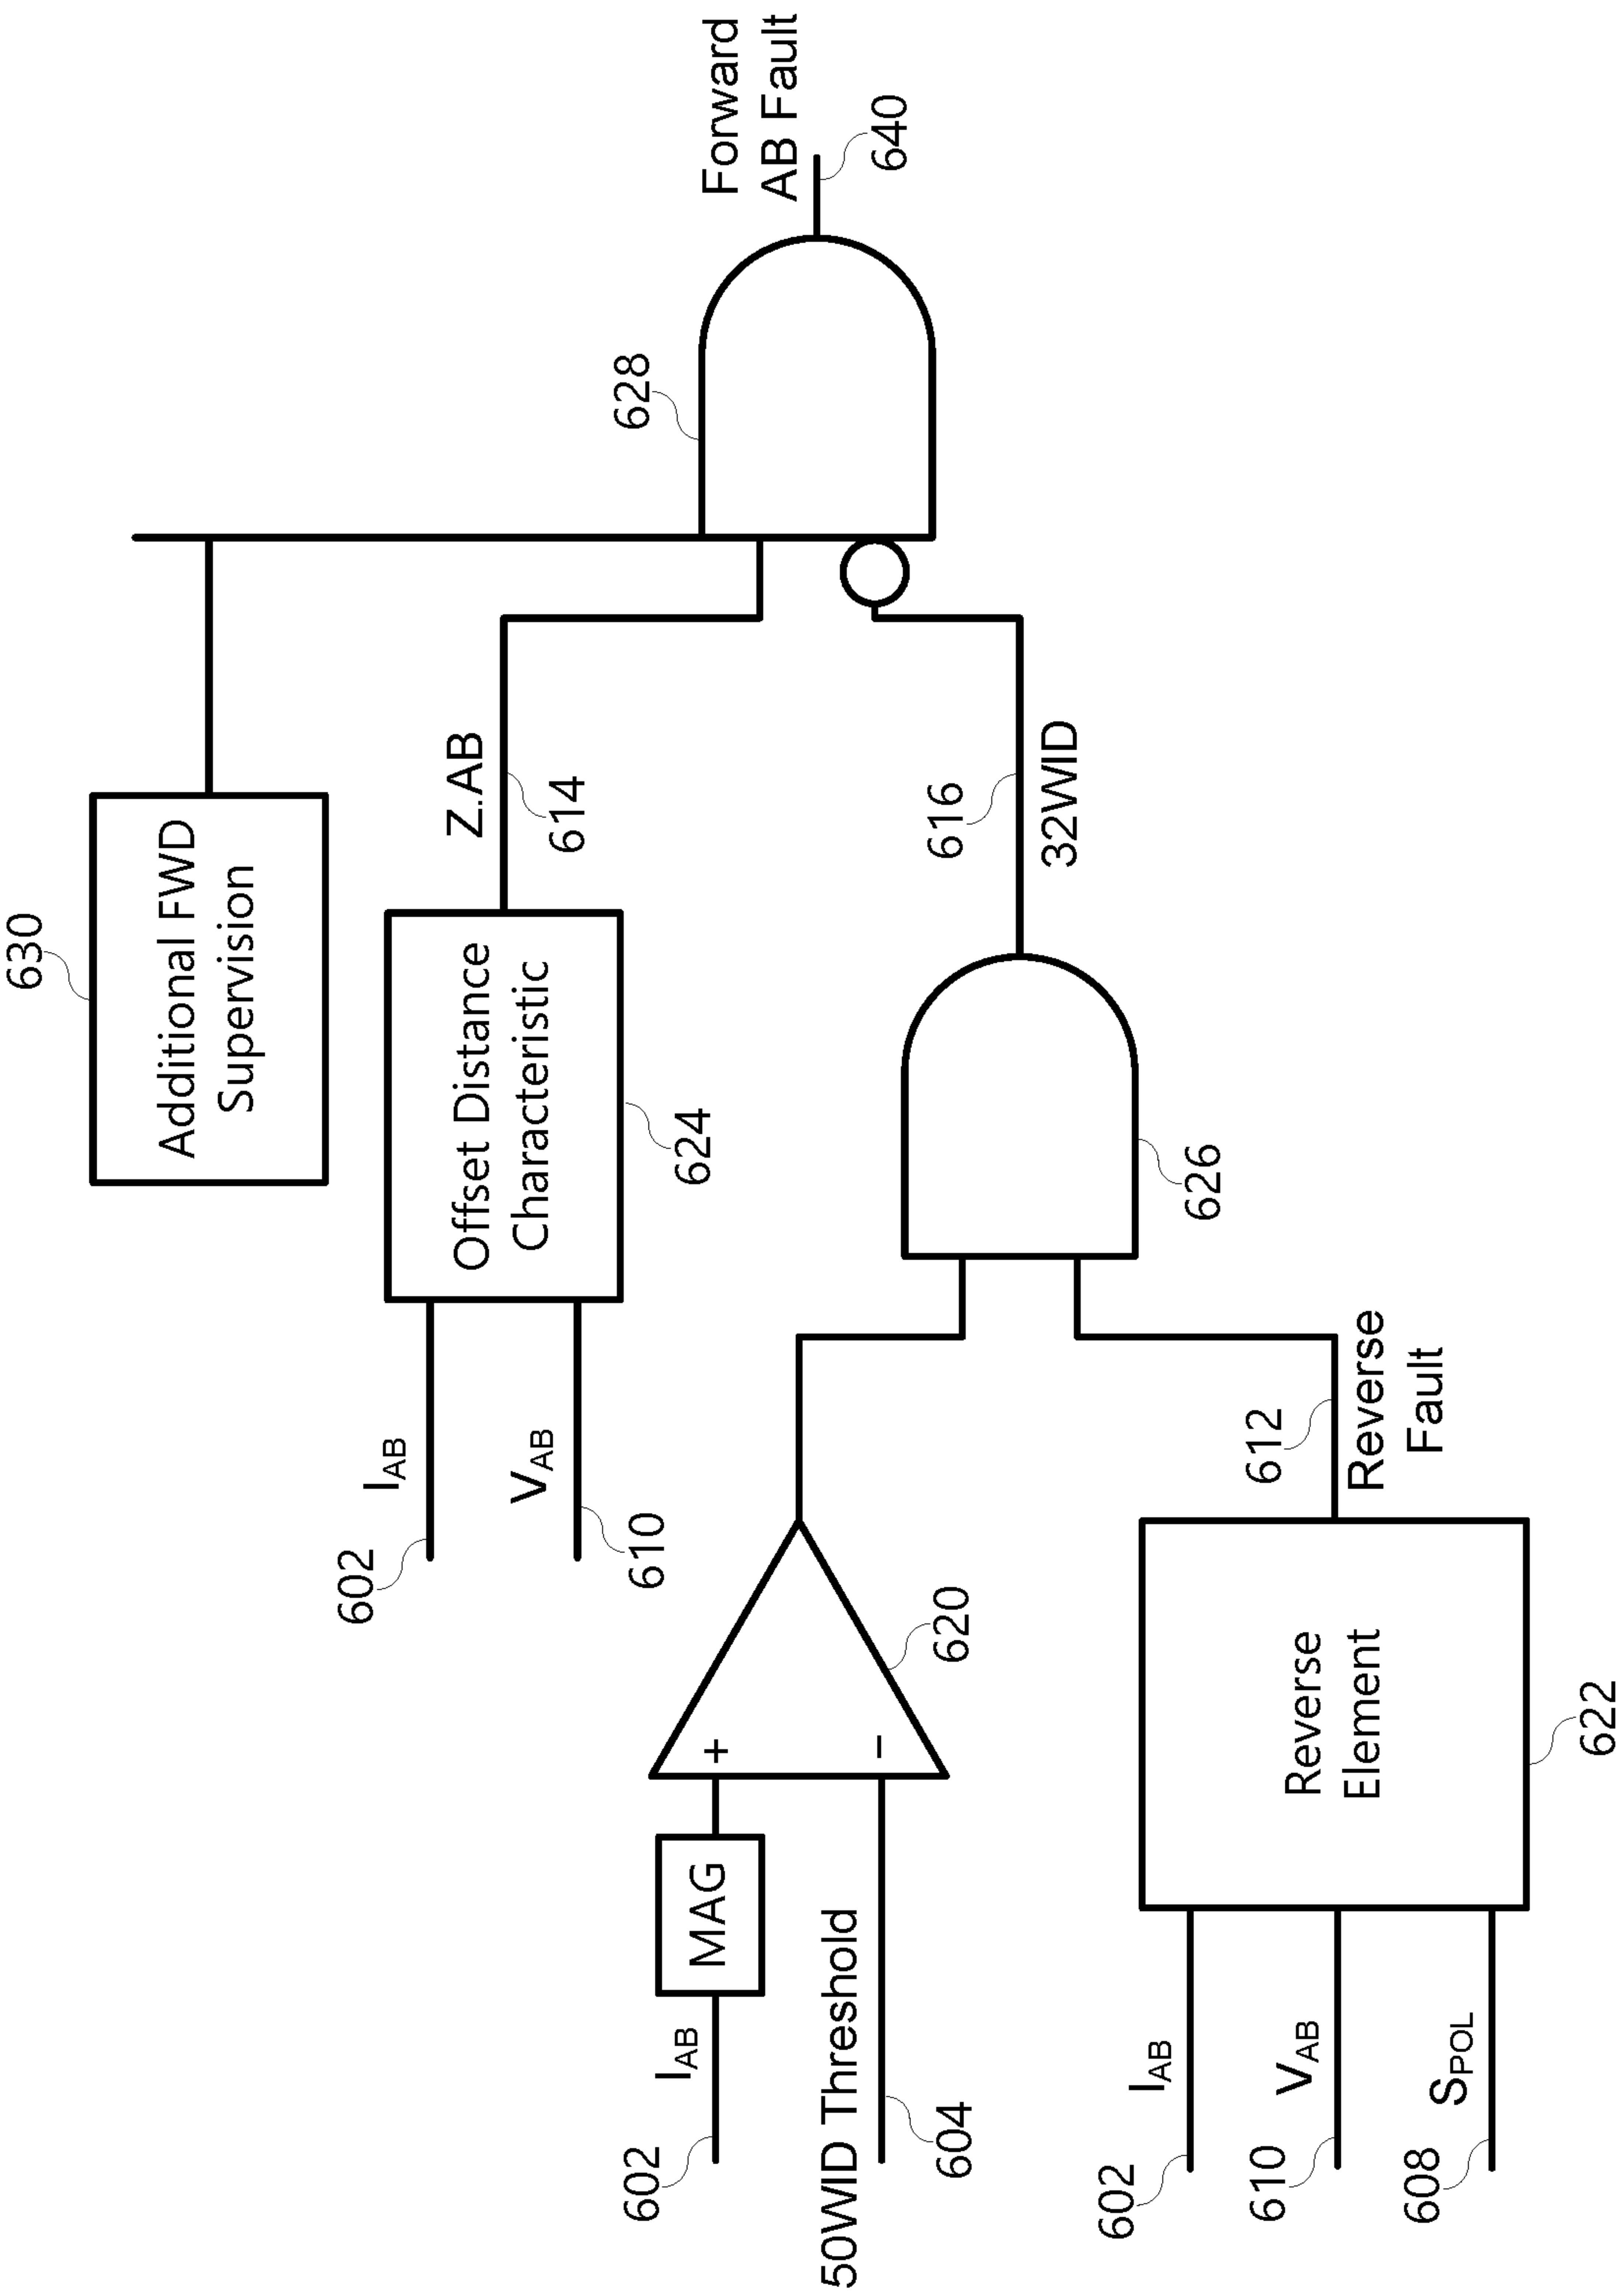 630
Additional FWD
Supervision
602
I_AB
V_AB
610
Offset Distance
Characteristic
624
Z.AB
614
628
Forward
AB Fault
640
602
I_AB
MAG
+
−
50WID Threshold
604
620
626
616
32WID
602
I_AB
610
V_AB
608
S_POL
Reverse
Element
622
612
Reverse
Fault